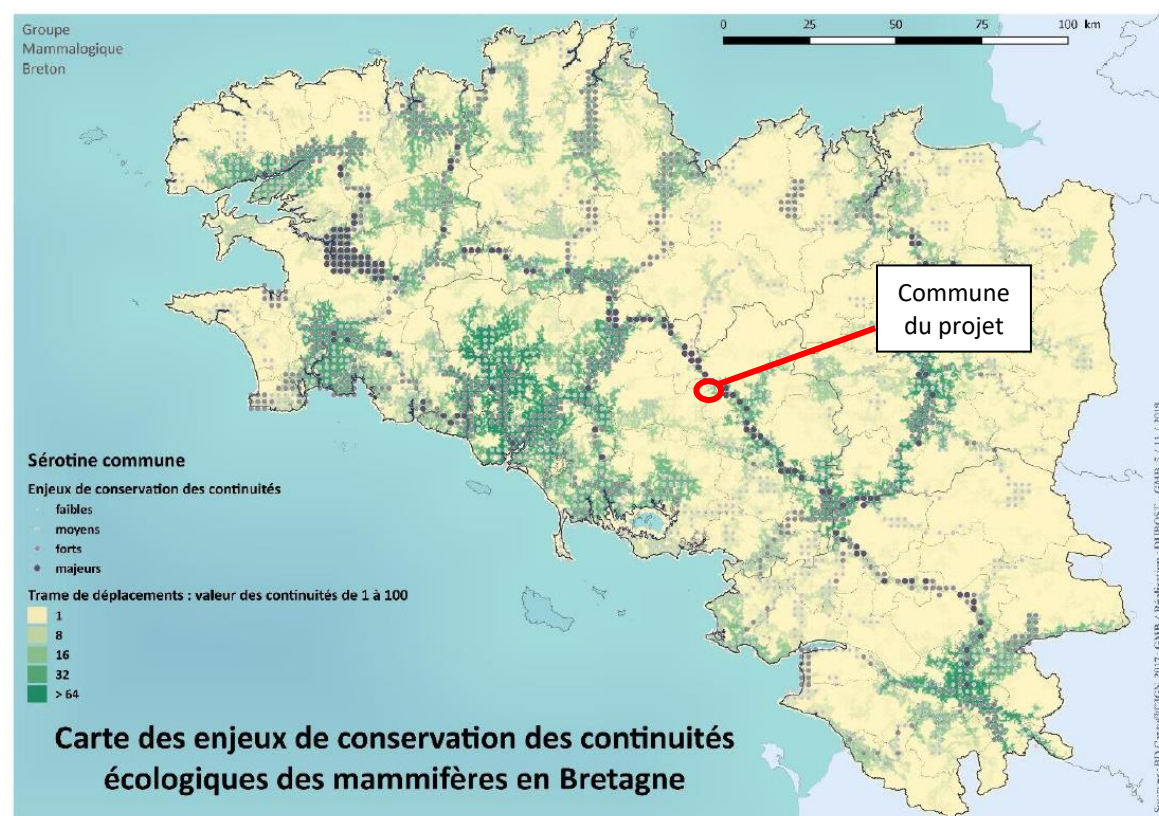 Groupe
Mammalogique
Breton
0 25 50 75 100 km
Commune
du projet
Sérotine commune
Enjeux de conservation des continuités
faibles
moyens
forts
majeurs
Trame de déplacements : valeur des continuités de 1 à 100
1
8
16
32
> 64
Carte des enjeux de conservation des continuités
écologiques des mammifères en Bretagne